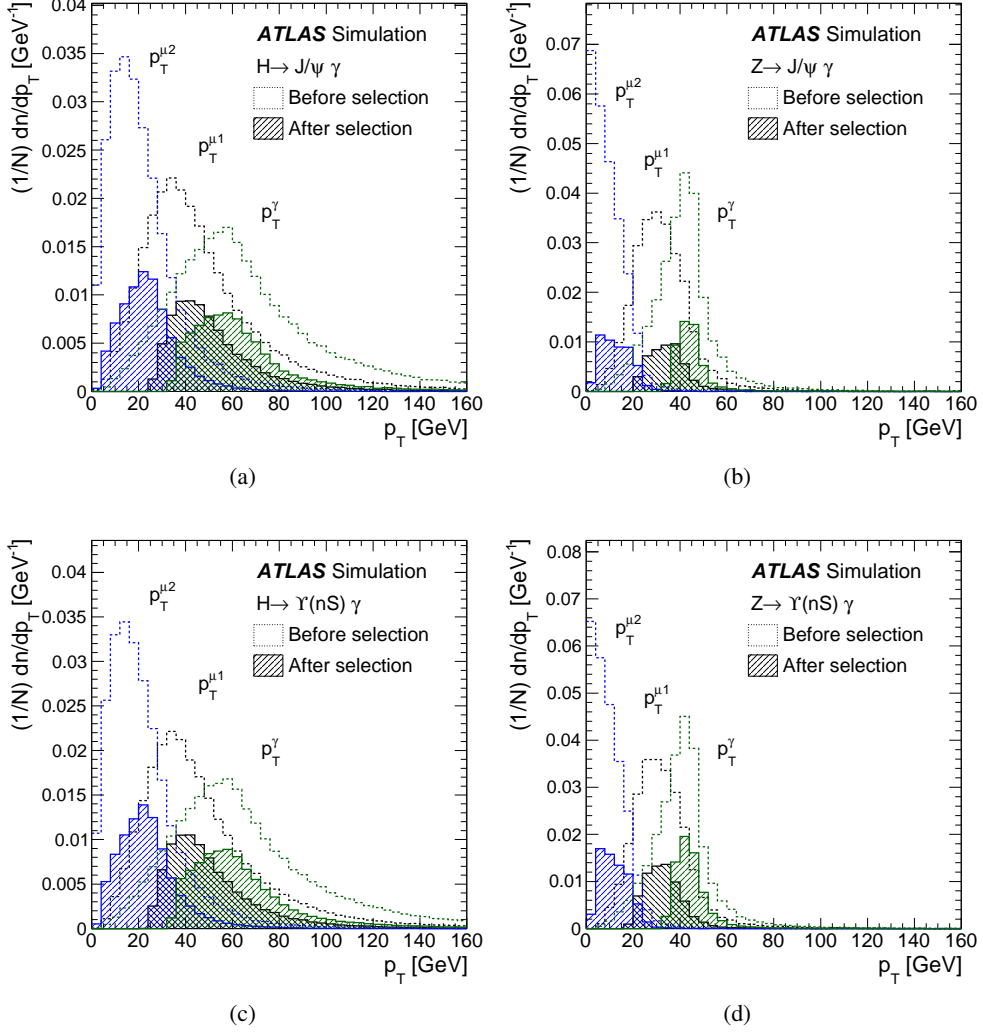 (1/N) dn/dp_T [GeV⁻¹]
0.04
0.035
0.03
0.025
0.02
0.015
0.01
0.005
0
ATLAS Simulation
H→ J/ψ γ
Before selection
After selection
p_T^μ2
p_T^μ1
p_T^γ
0 20 40 60 80 100 120 140 160
p_T [GeV]
(a)
(1/N) dn/dp_T [GeV⁻¹]
0.07
0.06
0.05
0.04
0.03
0.02
0.01
0
ATLAS Simulation
Z→ J/ψ γ
Before selection
After selection
p_T^μ2
p_T^μ1
p_T^γ
0 20 40 60 80 100 120 140 160
p_T [GeV]
(b)
(1/N) dn/dp_T [GeV⁻¹]
0.04
0.035
0.03
0.025
0.02
0.015
0.01
0.005
0
ATLAS Simulation
H→ ϒ(nS) γ
Before selection
After selection
p_T^μ2
p_T^μ1
p_T^γ
0 20 40 60 80 100 120 140 160
p_T [GeV]
(c)
(1/N) dn/dp_T [GeV⁻¹]
0.08
0.07
0.06
0.05
0.04
0.03
0.02
0.01
0
ATLAS Simulation
Z→ ϒ(nS) γ
Before selection
After selection
p_T^μ2
p_T^μ1
p_T^γ
0 20 40 60 80 100 120 140 160
p_T [GeV]
(d)